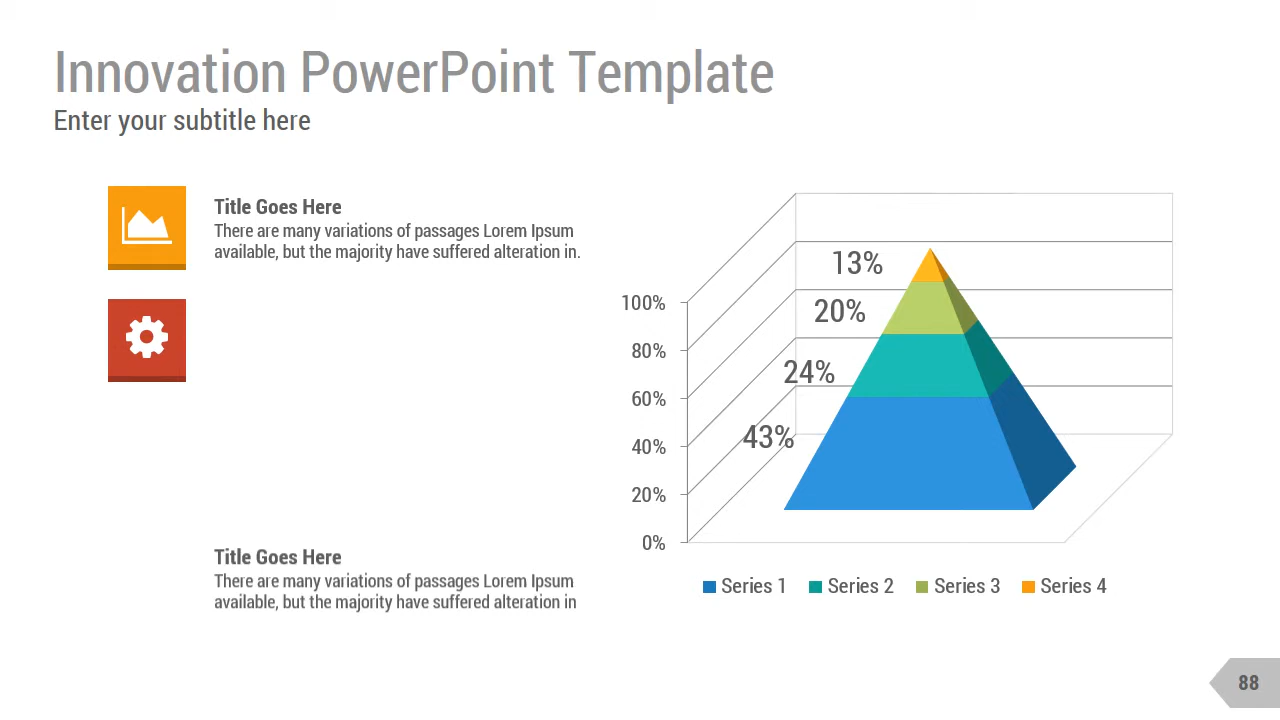 Innovation PowerPoint Template
Enter your subtitle here
Title Goes Here
There are many variations of passages Lorem Ipsum
available, but the majority have suffered alteration in.
Title Goes Here
There are many variations of passages Lorem Ipsum
available, but the majority have suffered alteration in
13%
20%
24%
43%
100%
80%
60%
40%
20%
0%
Series 1
Series 2
Series 3
Series 4
88